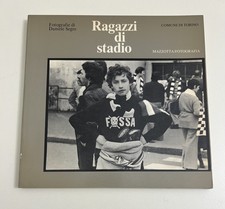 Fotografie di
Daniele Segre
Ragazzi
di
stadio
COMUNE DI TORINO
MAZZOTTA FOTOGRAFIA
FOSSA